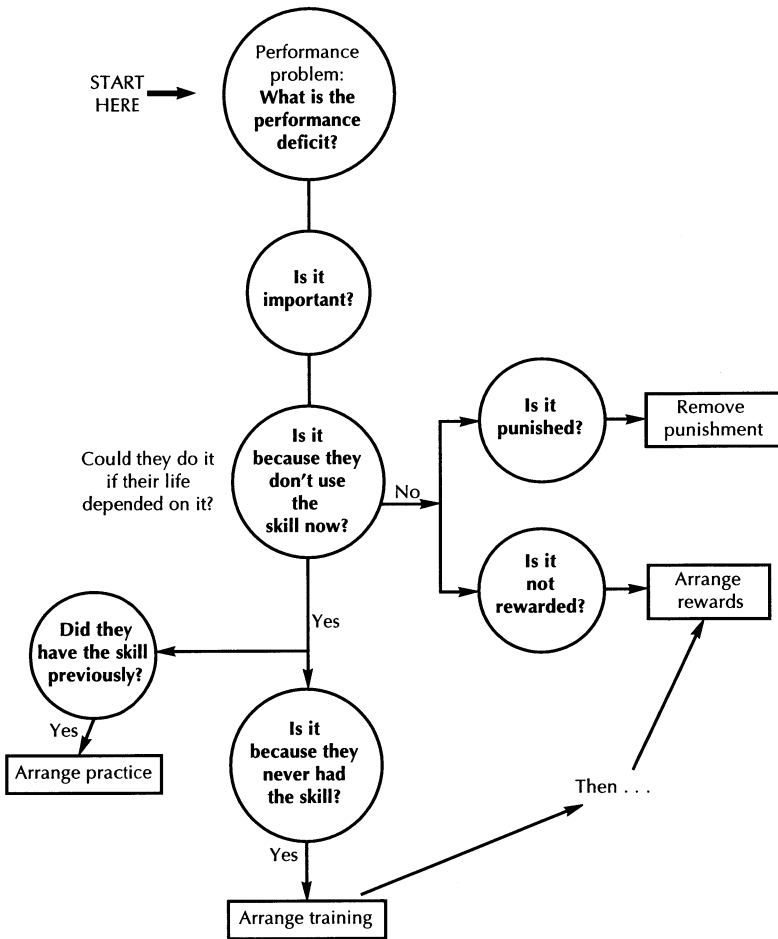 START
HERE
Performance
problem:
What is the
performance
deficit?
Is it
important?
Could they do it
if their life
depended on it?
Is it
because they
don't use
the
skill now?
No
Is it
punished?
Remove
punishment
Is it
not
rewarded?
Arrange
rewards
Yes
Did they
have the skill
previously?
Yes
Arrange practice
Is it
because they
never had
the skill?
Yes
Arrange training
Then . . .